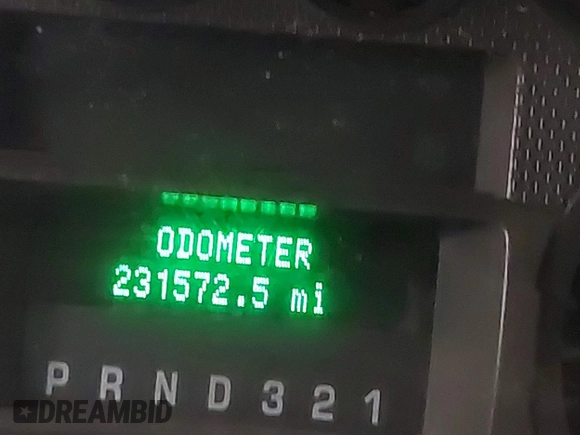 ODOMETER
231572.5 mi
P R N D 3 2 1
DREAMBID